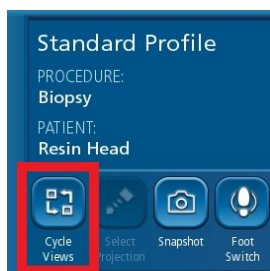 Standard Profile
PROCEDURE:
Biopsy
PATIENT:
Resin Head
Cycle Views
Select Projection
Snapshot
Foot Switch